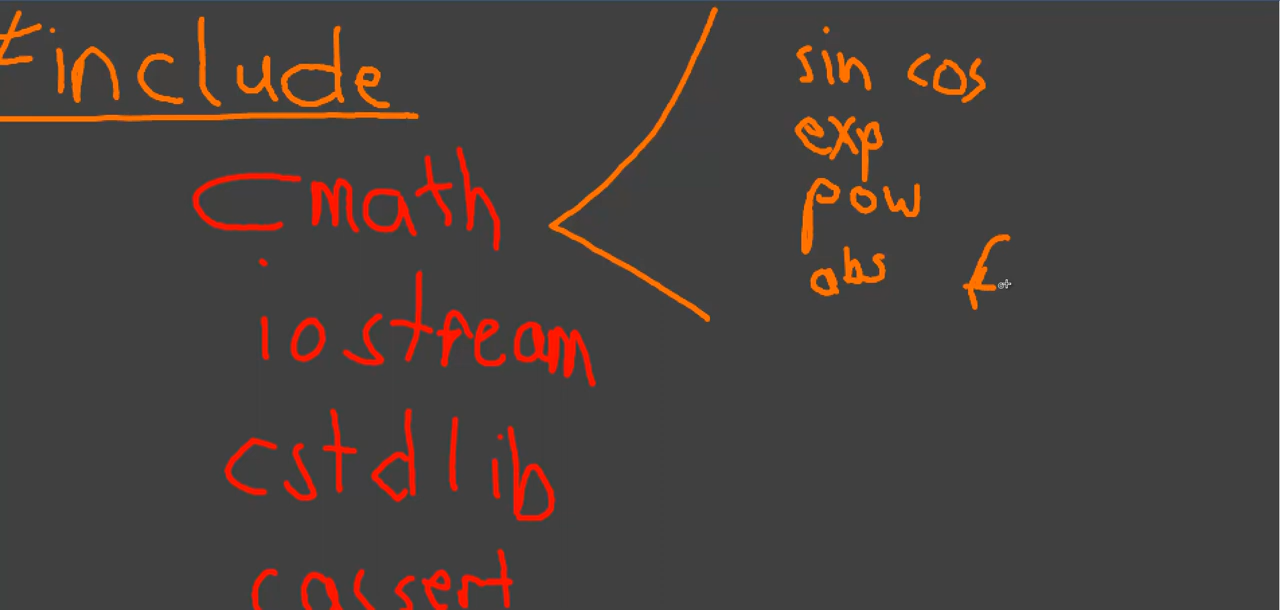 #include
cmath
iostream
cstdlib
cassert
sin cos
exp
pow
abs f